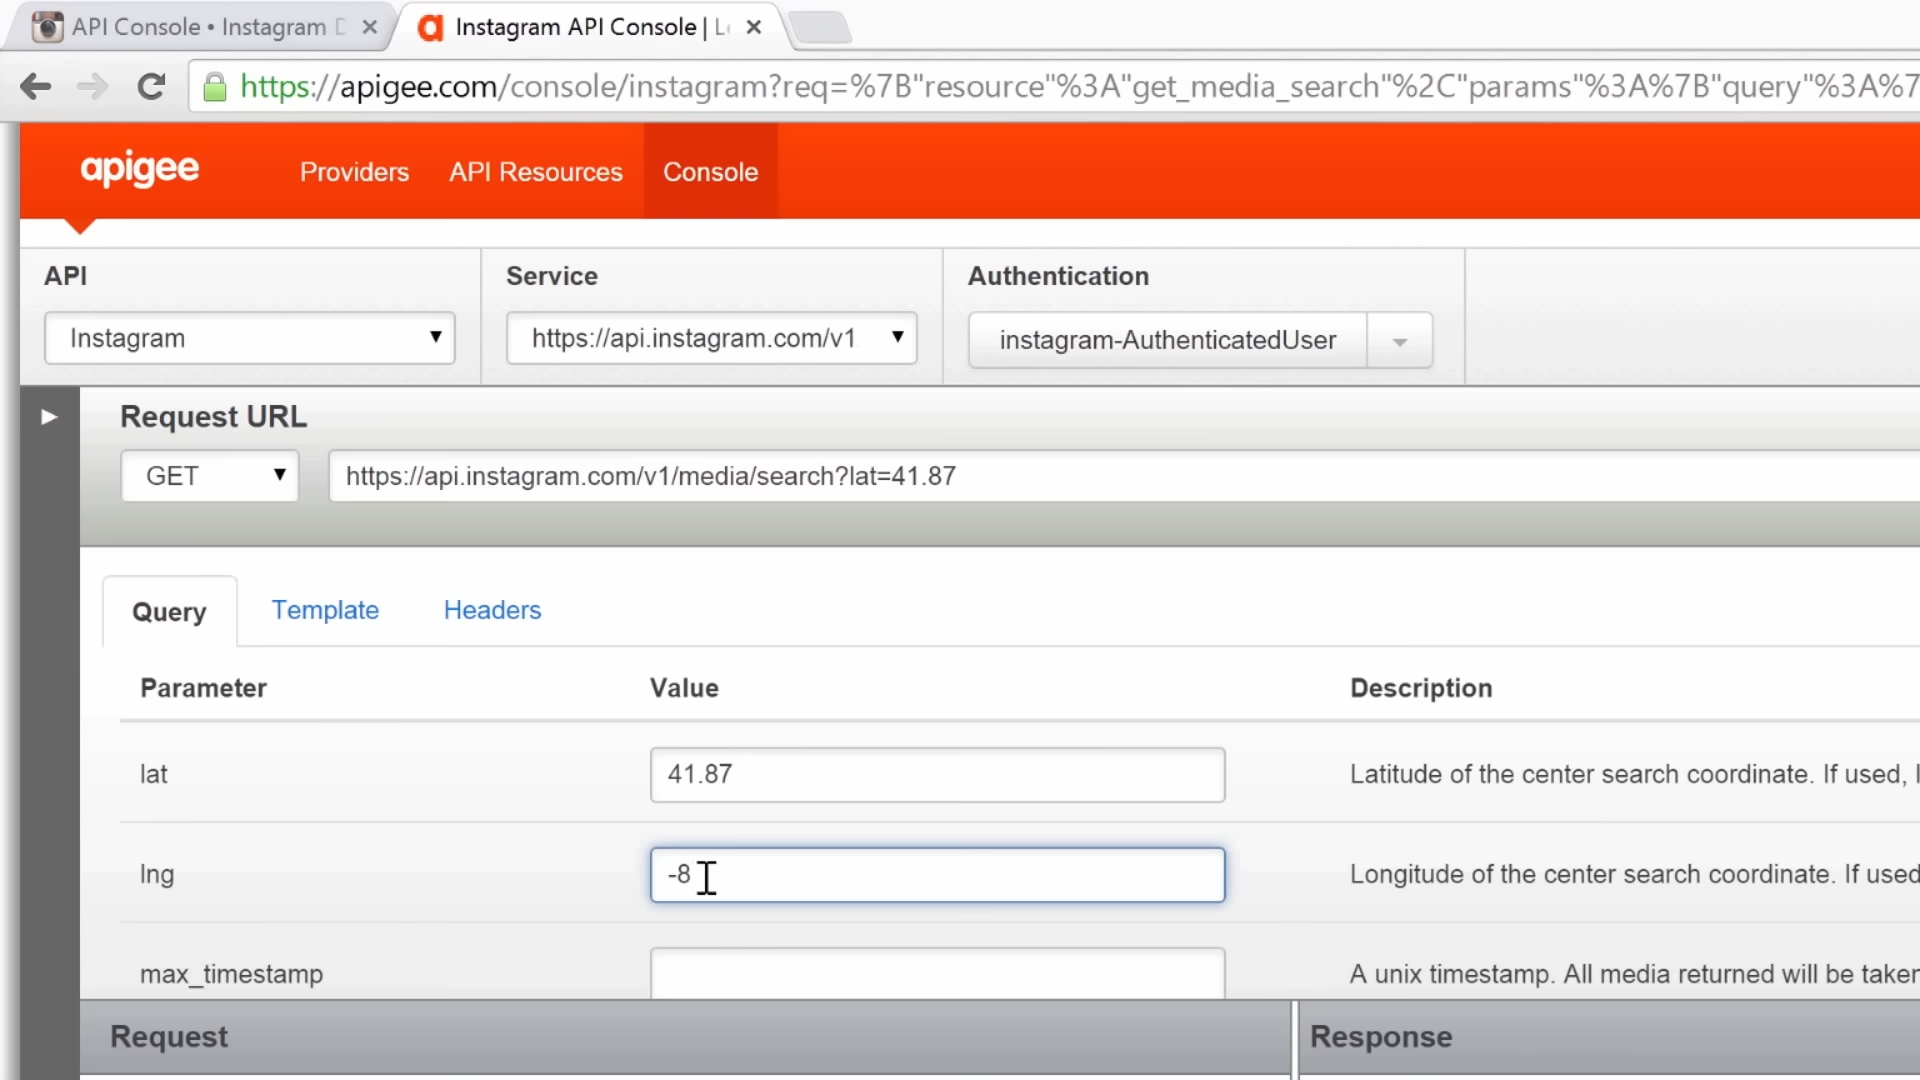 API Console • Instagram D
Instagram API Console | L
https://apigee.com/console/instagram?req=%7B"resource"%3A"get_media_search"%2C"params"%3A%7B"query"%3A%7
apigee Providers API Resources Console
API Service Authentication
Instagram https://api.instagram.com/v1 instagram-AuthenticatedUser
Request URL
GET https://api.instagram.com/v1/media/search?lat=41.87
Query Template Headers
Parameter Value Description
lat 41.87 Latitude of the center search coordinate. If used, l
lng -8 Longitude of the center search coordinate. If used
max_timestamp A unix timestamp. All media returned will be taken
Request Response